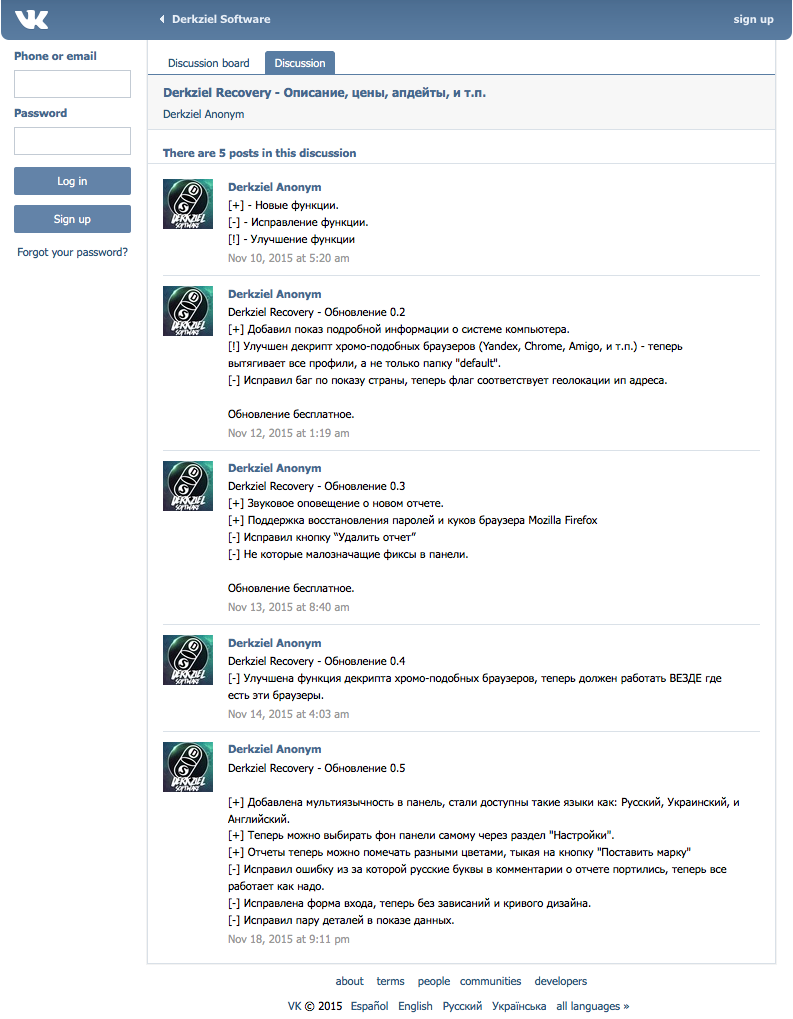 Derkziel Software
sign up
Phone or email
Password
Log in
Sign up
Forgot your password?
Discussion board
Discussion
Derkziel Recovery - Описание, цены, апдейты, и т.п.
Derkziel Anonym
There are 5 posts in this discussion
DERKZIEL
SOFTWARE
Derkziel Anonym
[+] - Новые функции.
[-] - Исправление функции.
[!] - Улучшение функции
Nov 10, 2015 at 5:20 am
DERKZIEL
SOFTWARE
Derkziel Anonym
Derkziel Recovery - Обновление 0.2
[+] Добавил показ подробной информации о системе компьютера.
[!] Улучшен декрипт хромо-подобных браузеров (Yandex, Chrome, Amigo, и т.п.) - теперь
вытягивает все профили, а не только папку "default".
[-] Исправил баг по показу страны, теперь флаг соответствует геолокации ип адреса.
Обновление бесплатное.
Nov 12, 2015 at 1:19 am
DERKZIEL
SOFTWARE
Derkziel Anonym
Derkziel Recovery - Обновление 0.3
[+] Звуковое оповещение о новом отчете.
[+] Поддержка восстановления паролей и куков браузера Mozilla Firefox
[-] Исправил кнопку “Удалить отчет”
[-] Не которые малозначащие фиксы в панели.
Обновление бесплатное.
Nov 13, 2015 at 8:40 am
DERKZIEL
SOFTWARE
Derkziel Anonym
Derkziel Recovery - Обновление 0.4
[-] Улучшена функция декрипта хромо-подобных браузеров, теперь должен работать ВЕЗДЕ где
есть эти браузеры.
Nov 14, 2015 at 4:03 am
DERKZIEL
SOFTWARE
Derkziel Anonym
Derkziel Recovery - Обновление 0.5
[+] Добавлена мультиязычность в панель, стали доступны такие языки как: Русский, Украинский, и
Английский.
[+] Теперь можно выбирать фон панели самому через раздел "Настройки".
[+] Отчеты теперь можно помечать разными цветами, тыкая на кнопку "Поставить марку"
[-] Исправил ошибку из за которой русские буквы в комментарии о отчете портились, теперь все
работает как надо.
[-] Исправлена форма входа, теперь без зависаний и кривого дизайна.
[-] Исправил пару деталей в показе данных.
Nov 18, 2015 at 9:11 pm
about terms people communities developers
VK © 2015 Español English Русский Українська all languages »